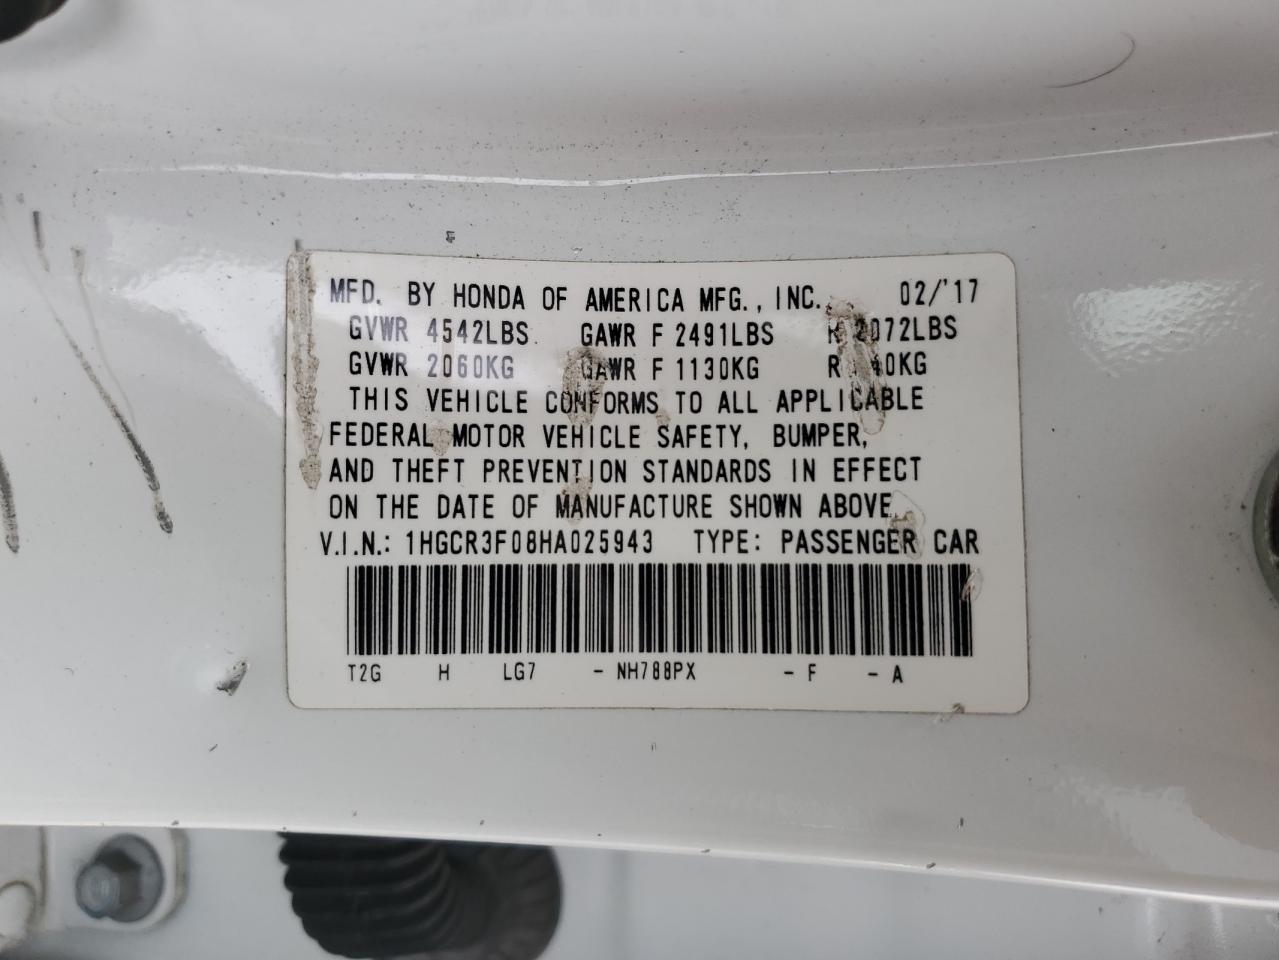 MFD. BY HONDA OF AMERICA MFG., INC. 02/'17
GVWR 4542LBS GAWR F 2491LBS R 2072LBS
GVWR 2060KG GAWR F 1130KG R
THIS VEHICLE CONFORMS TO ALL APPLICABLE
FEDERAL MOTOR VEHICLE SAFETY, BUMPER,
AND THEFT PREVENTION STANDARDS IN EFFECT
ON THE DATE OF MANUFACTURE SHOWN ABOVE.
V.I.N.: 1HGCR3F08HA025943 TYPE: PASSENGER CAR
T2G H LG7 - NH788PX - F - A